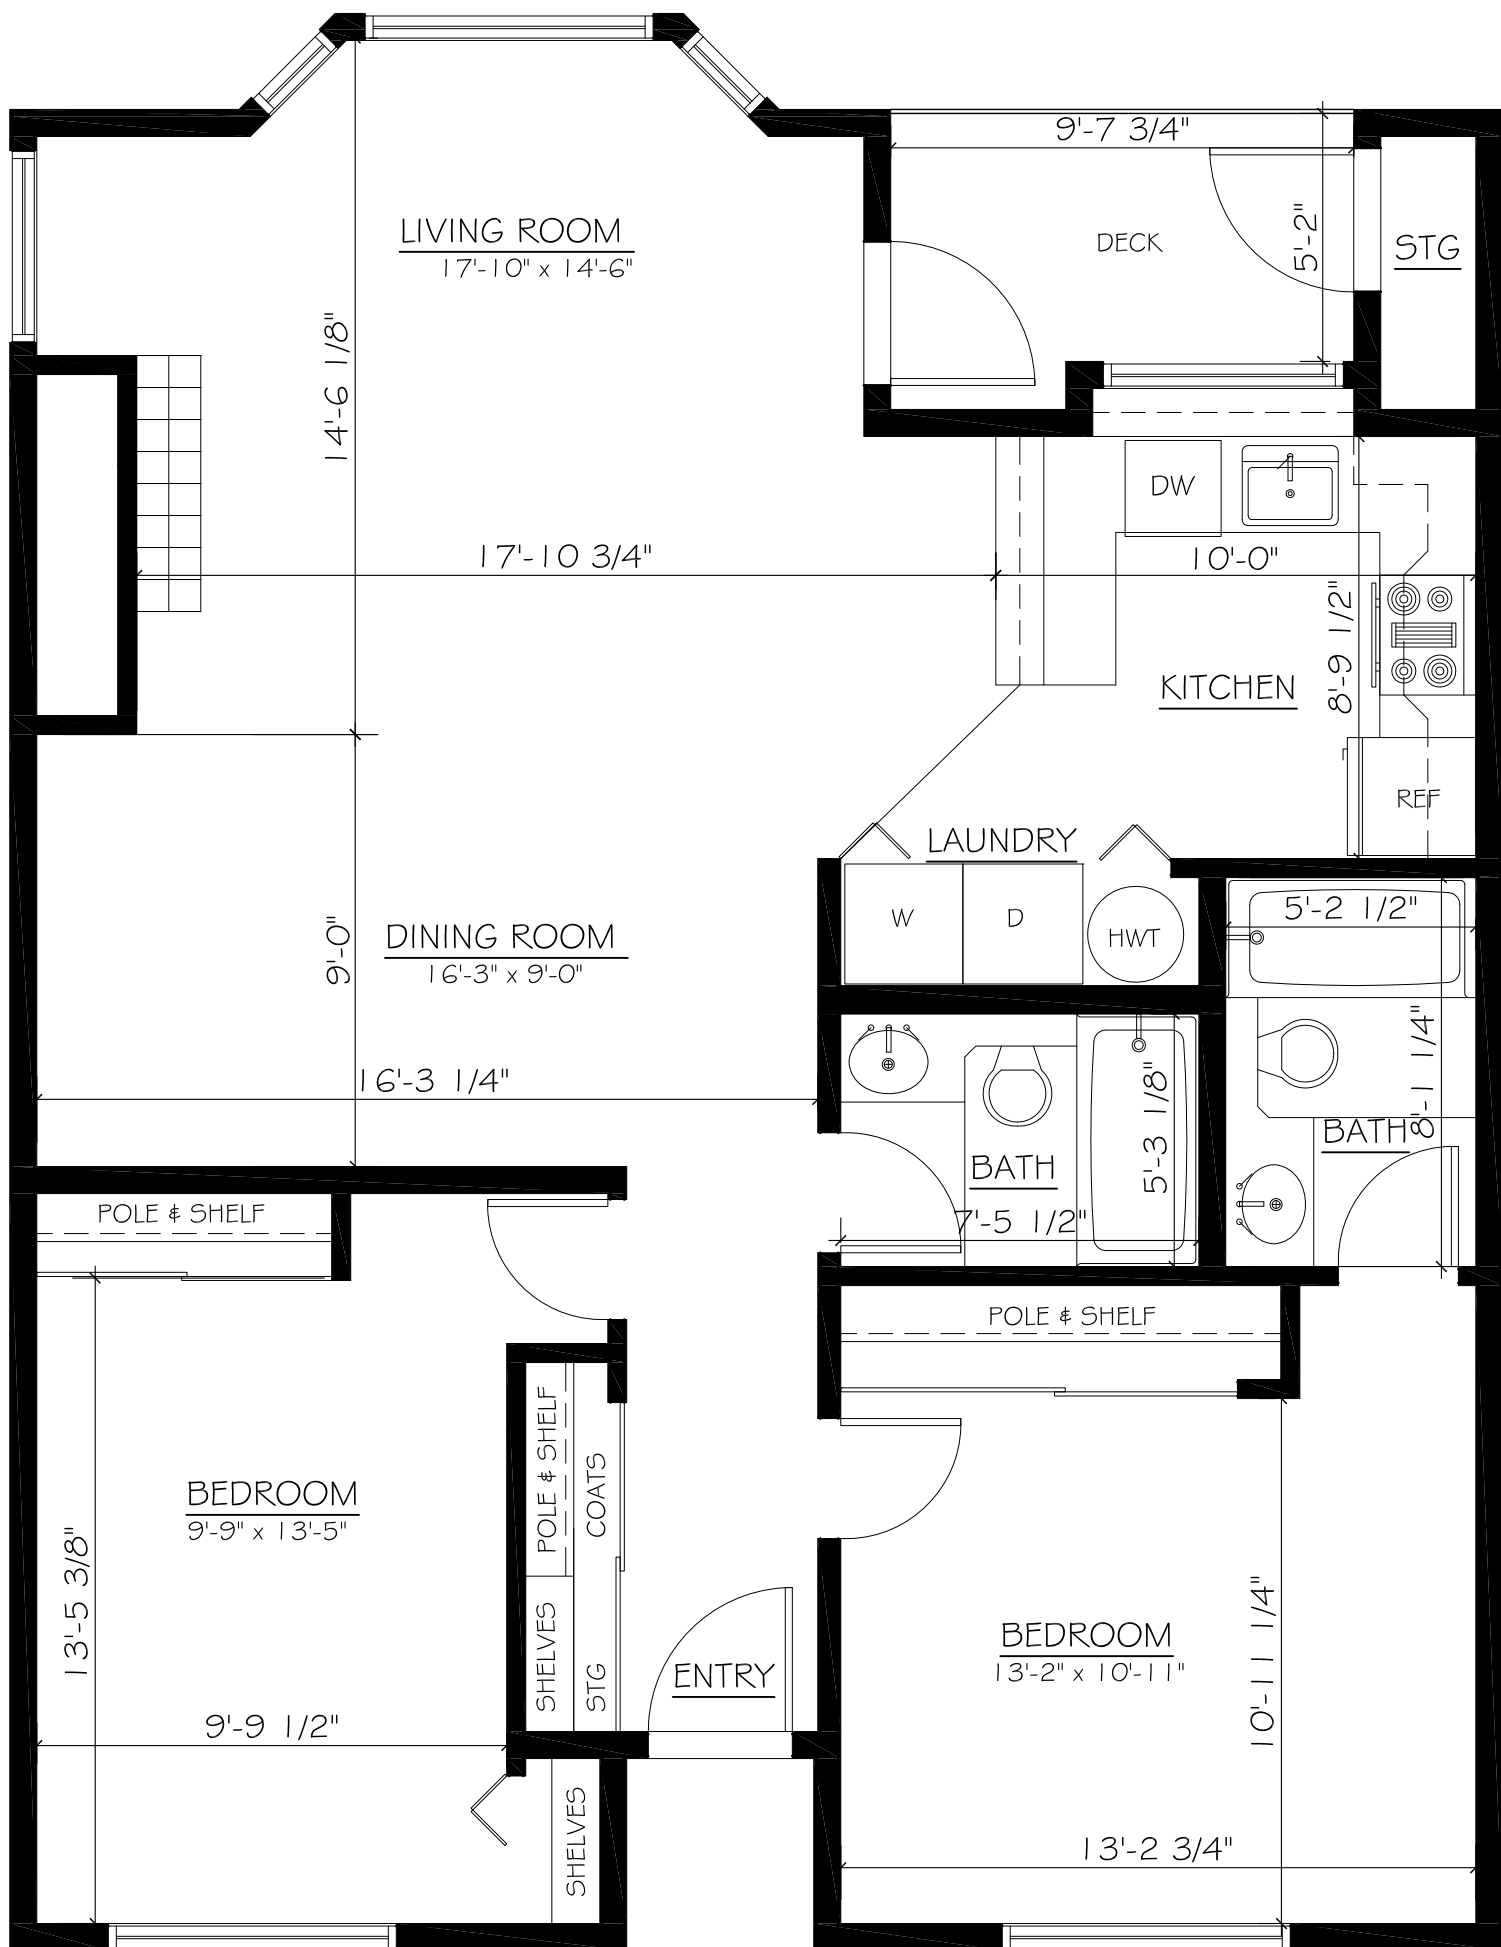 9'-7 3/4"
LIVING ROOM
17'-10" x 14'-6"
DECK
5'-2"
STG
14'-6 1/8"
DW
17'-10 3/4"
10'-0"
8'-9 1/2"
KITCHEN
REF
LAUNDRY
W
D
HWT
5'-2 1/2"
DINING ROOM
16'-3" x 9'-0"
9'-0"
8'-1 1/4"
16'-3 1/4"
5'-3 1/8"
BATH
BATH
7'-5 1/2"
POLE & SHELF
POLE & SHELF
POLE & SHELF
COATS
BEDROOM
9'-9" x 13'-5"
13'-5 3/8"
SHELVES
STG
ENTRY
BEDROOM
13'-2" x 10'-11"
10'-11 1/4"
9'-9 1/2"
SHELVES
13'-2 3/4"